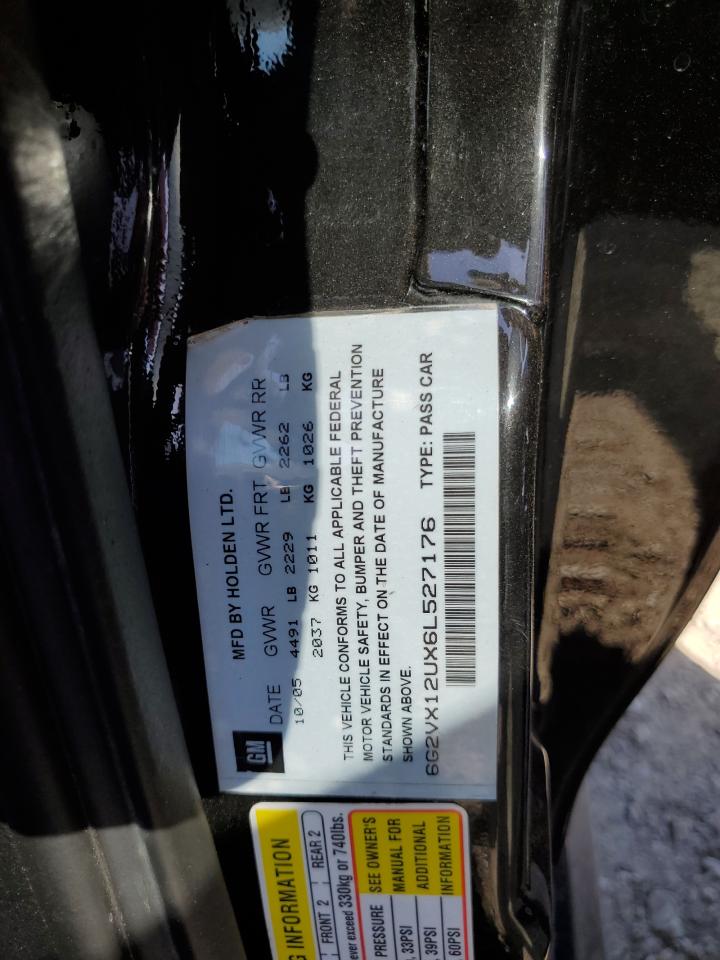 MFD BY HOLDEN LTD.
GM
DATE GVWR GVWR FRT GVWR RR
10/05 4491 LB 2229 LB 2262 LB
2037 KG 1011 KG 1026 KG
THIS VEHICLE CONFORMS TO ALL APPLICABLE FEDERAL
MOTOR VEHICLE SAFETY, BUMPER AND THEFT PREVENTION
STANDARDS IN EFFECT ON THE DATE OF MANUFACTURE
SHOWN ABOVE.
6G2VX12UX6L527176 TYPE: PASS CAR
INFORMATION
FRONT 2 REAR 2
ever exceed 330kg or 740lbs.
PRESSURE SEE OWNER'S
33PSI MANUAL FOR
39PSI ADDITIONAL
60PSI INFORMATION